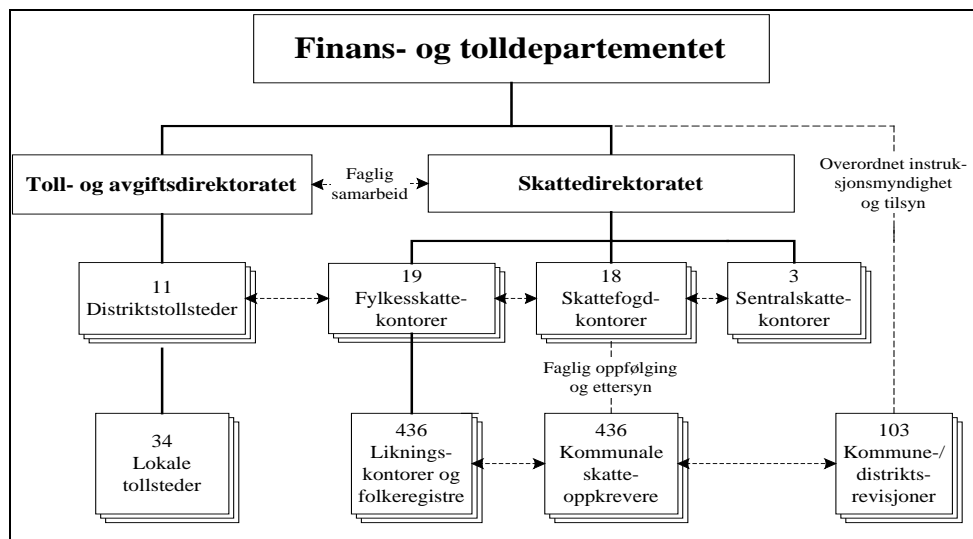 Finans- og tolldepartementet
Toll- og avgiftsdirektoratet
Faglig
samarbeid
Skattedirektoratet
Overordnet instruk-
sjonsmyndighet
og tilsyn
11
Distriktstollsteder
19
Fylkesskatte-
kontorer
18
Skattefogd-
kontorer
3
Sentralskatte-
kontorer
Faglig oppfølging
og ettersyn
34
Lokale
tollsteder
436
Liknings-
kontorer og
folkeregistre
436
Kommunale
skatte-
oppkrevere
103
Kommune-/
distrikts-
revisjoner